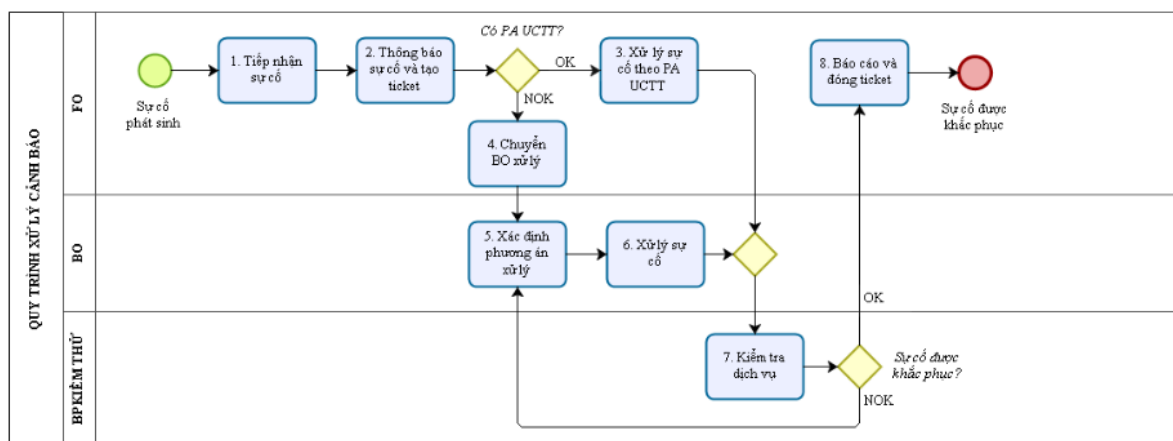 QUY TRÌNH XỬ LÝ CẢNH BÁO
FO
Sự cố
phát sinh
1. Tiếp nhận
sự cố
2. Thông báo
sự cố và tạo
ticket
Có PA UCTT?
OK
NOK
3. Xử lý sự
cố theo PA
UCTT
4. Chuyển
BO xử lý
8. Báo cáo và
đóng ticket
Sự cố được
khắc phục
BO
5. Xác định
phương án
xử lý
6. Xử lý sự
cố
OK
BPKIỂM THỬ
7. Kiểm tra
dịch vụ
Sự cố được
khắc phục?
NOK